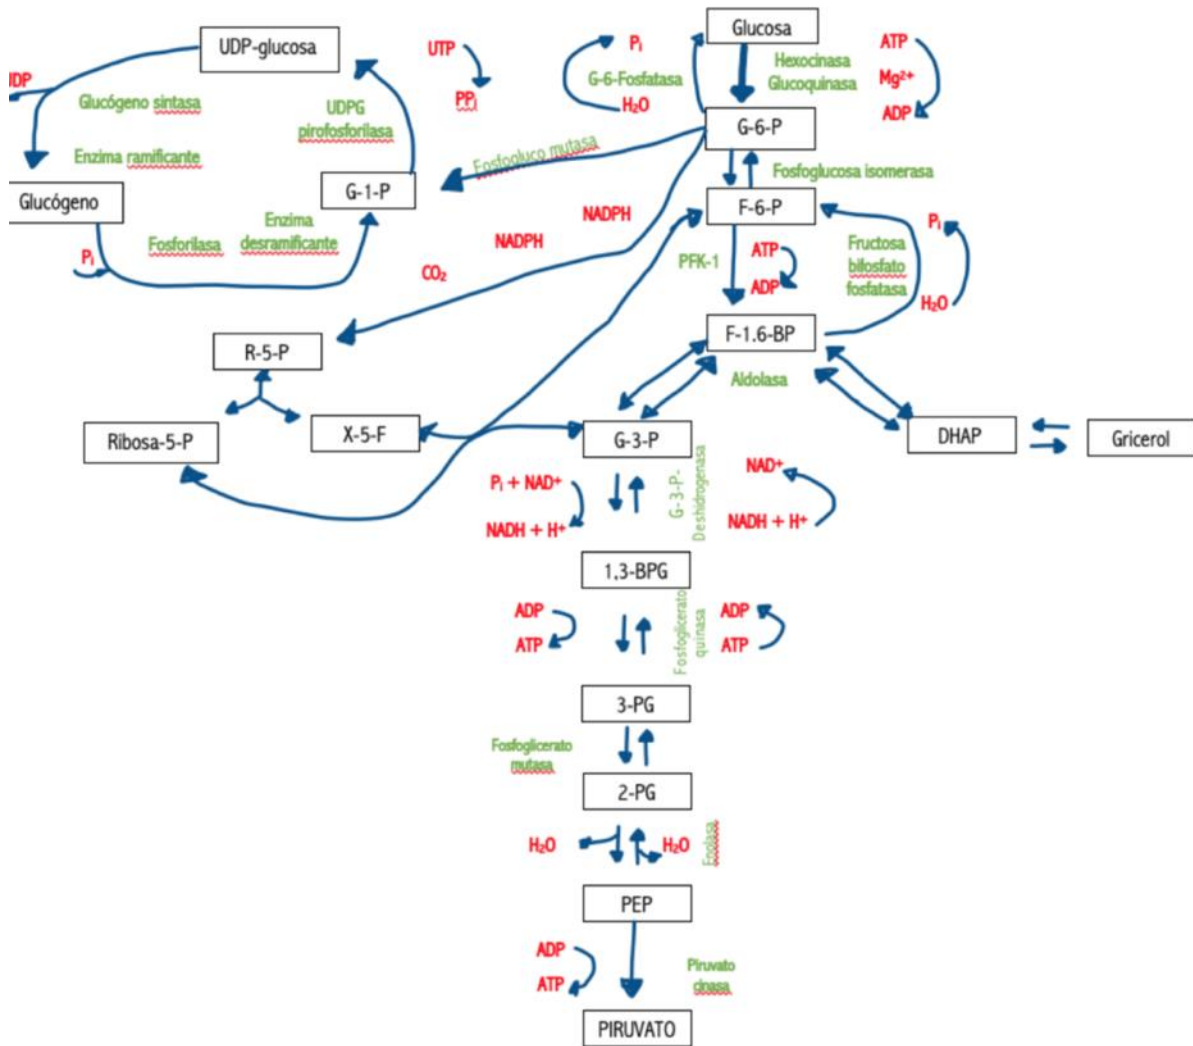 Glucosa
UDP-glucosa
UTP
PPᵢ
Pᵢ
G-6-Fosfatasa
H₂O
Hexocinasa
Glucoquinasa
ATP
Mg²⁺
ADP
UDP
Glucógeno sintasa
UDPG
pirofosforilasa
Enzima ramificante
G-6-P
Fosfogluco mutasa
Fosfoglucosa isomerasa
Glucógeno
G-1-P
F-6-P
Enzima
desramificante
Fosforilasa
Pᵢ
NADPH
NADPH
CO₂
PFK-1
ATP
ADP
Fructosa
bifosfato
fosfatasa
Pᵢ
H₂O
F-1.6-BP
R-5-P
Aldolasa
Ribosa-5-P
X-5-F
G-3-P
DHAP
Gricerol
Pᵢ + NAD⁺
NADH + H⁺
G-3-P-
Deshidrogenasa
NAD⁺
NADH + H⁺
1,3-BPG
ADP
ATP
Fosfoglicerato
quinasa
ADP
ATP
3-PG
Fosfoglicerato
mutasa
2-PG
H₂O
H₂O
Enolasa
PEP
ADP
ATP
Piruvato
cinasa
PIRUVATO